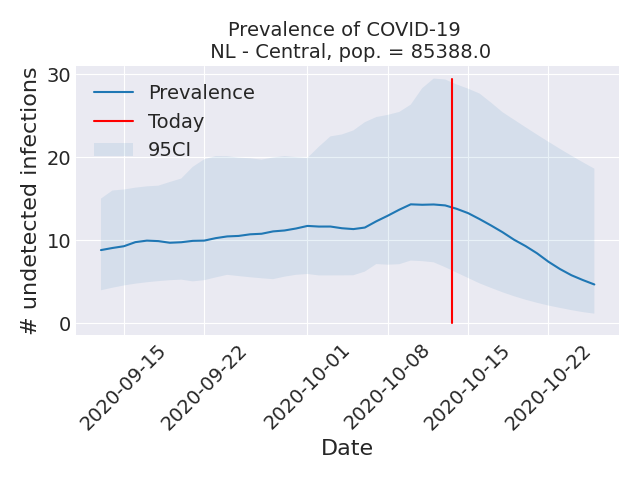 Prevalence of COVID-19
NL - Central, pop. = 85388.0
# undetected infections
30
20
10
0
Prevalence
Today
95CI
2020-09-15
2020-09-22
2020-10-01
2020-10-08
2020-10-15
2020-10-22
Date